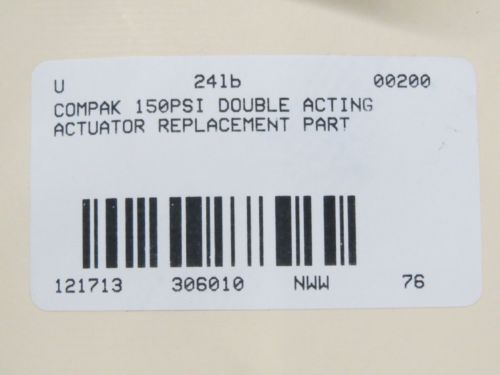 U 241b 00200
COMPAK 150PSI DOUBLE ACTING
ACTUATOR REPLACEMENT PART
121713 306010 NWW 76